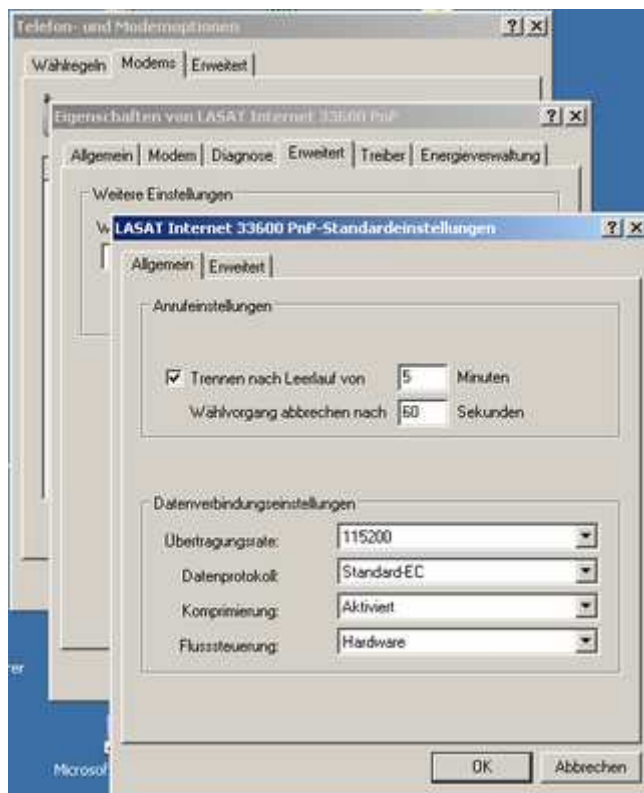 Telefon- und Modemoptionen
Wählregeln Modems Erweitert
Eigenschaften von LASAT Internet 33600 PnP
Allgemein Modem Diagnose Erweitert Treiber Energieverwaltung
Weitere Einstellungen
LASAT Internet 33600 PnP-Standardeinstellungen
Allgemein Erweitert
Anrufeinstellungen
Trennen nach Leerlauf von 5 Minuten
Wählvorgang abbrechen nach 60 Sekunden
Datenverbindungseinstellungen
Übertragungsrate: 115200
Datenprotokoll: Standard-EC
Komprimierung: Aktiviert
Flusssteuerung: Hardware
OK Abbrechen